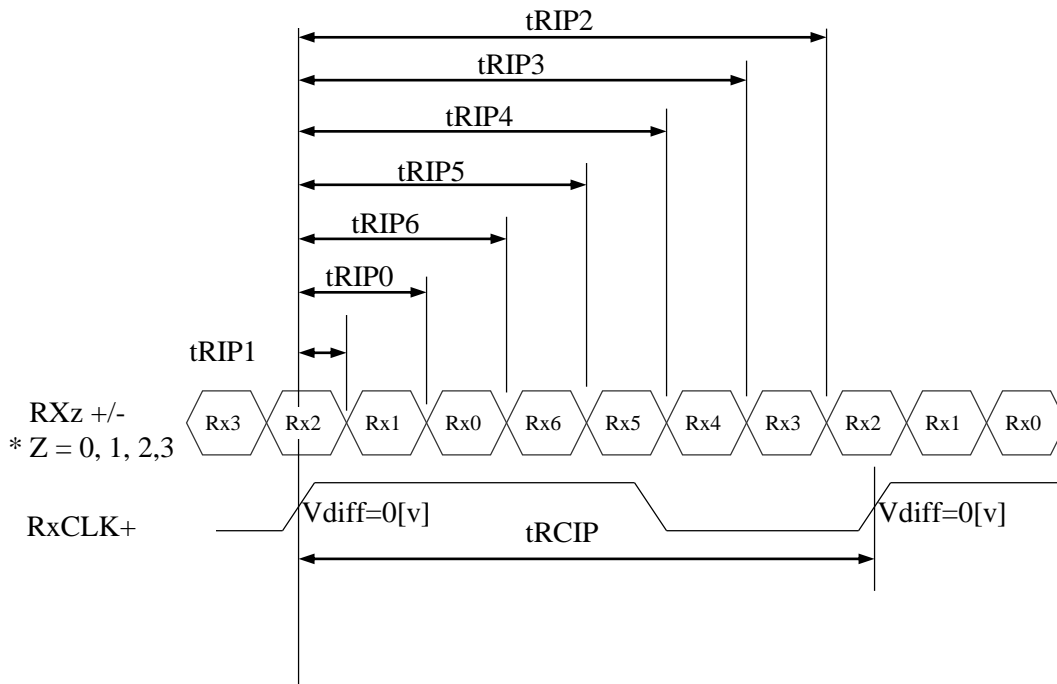 tRIP2
tRIP3
tRIP4
tRIP5
tRIP6
tRIP0
tRIP1
RXz +/-
* Z = 0, 1, 2,3
Rx3 Rx2 Rx1 Rx0 Rx6 Rx5 Rx4 Rx3 Rx2 Rx1 Rx0
RxCLK+
Vdiff=0[v] Vdiff=0[v]
tRCIP